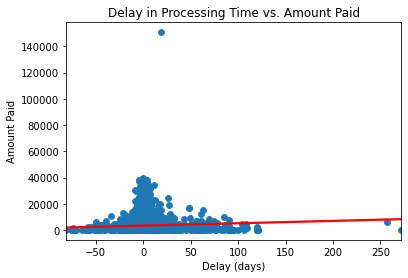 Delay in Processing Time vs. Amount Paid
140000
120000
100000
80000
60000
40000
20000
0
Amount Paid
−50 0 50 100 150 200 250
Delay (days)